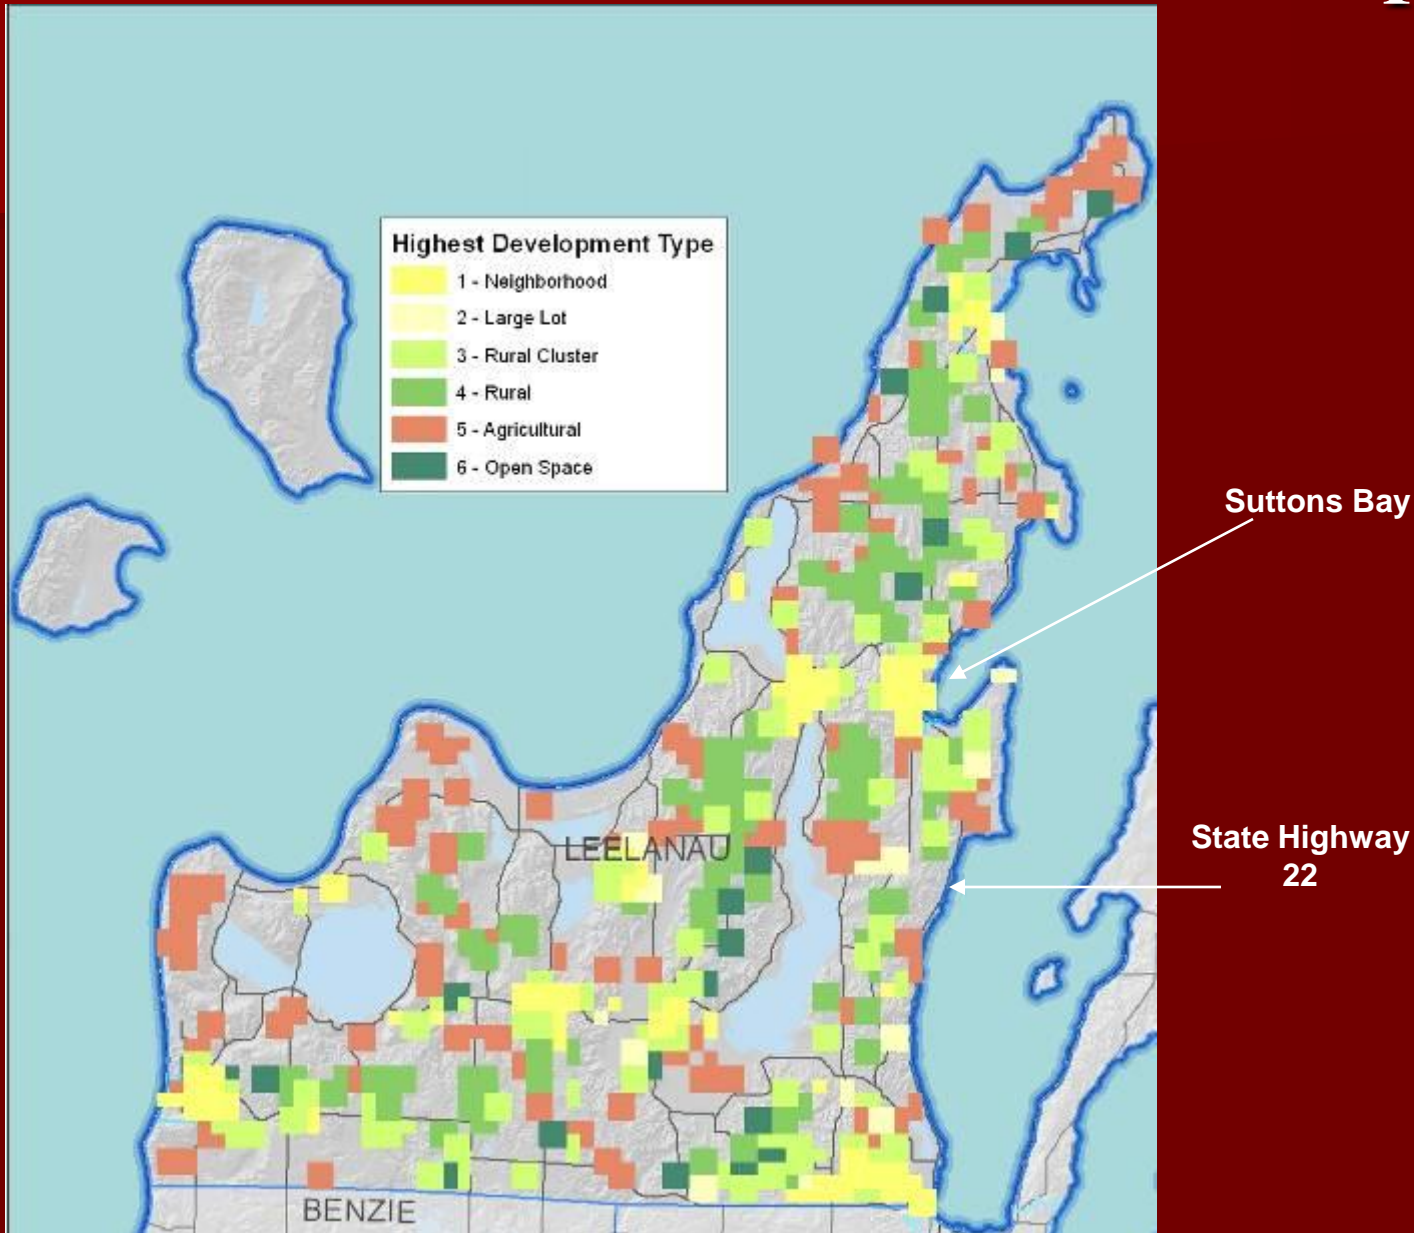 Highest Development Type
1 - Neighborhood
2 - Large Lot
3 - Rural Cluster
4 - Rural
5 - Agricultural
6 - Open Space
Suttons Bay
LEELANAU
State Highway
22
BENZIE